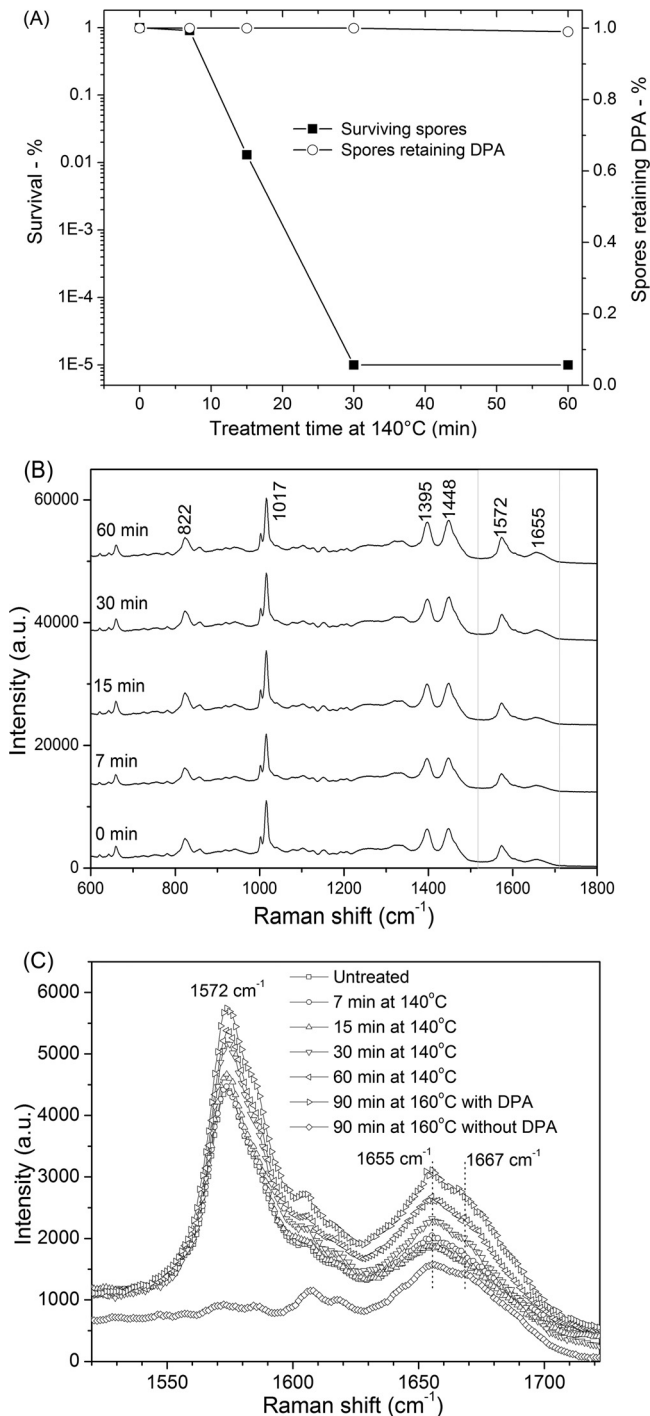 (A)
1
0.1
0.01
1E-3
1E-4
1E-5
Survival - %
1.0
0.8
0.6
0.4
0.2
0.0
Spores retaining DPA - %
Surviving spores
Spores retaining DPA
0 10 20 30 40 50 60
Treatment time at 140°C (min)
(B)
60000
40000
20000
0
Intensity (a.u.)
60 min
30 min
15 min
7 min
0 min
822
1017
1395
1448
1572
1655
600 800 1000 1200 1400 1600 1800
Raman shift (cm⁻¹)
(C)
6000
5000
4000
3000
2000
1000
0
Intensity (a.u.)
1572 cm⁻¹
Untreated
7 min at 140°C
15 min at 140°C
30 min at 140°C
60 min at 140°C
90 min at 160°C with DPA
90 min at 160°C without DPA
1655 cm⁻¹ 1667 cm⁻¹
1550 1600 1650 1700
Raman shift (cm⁻¹)